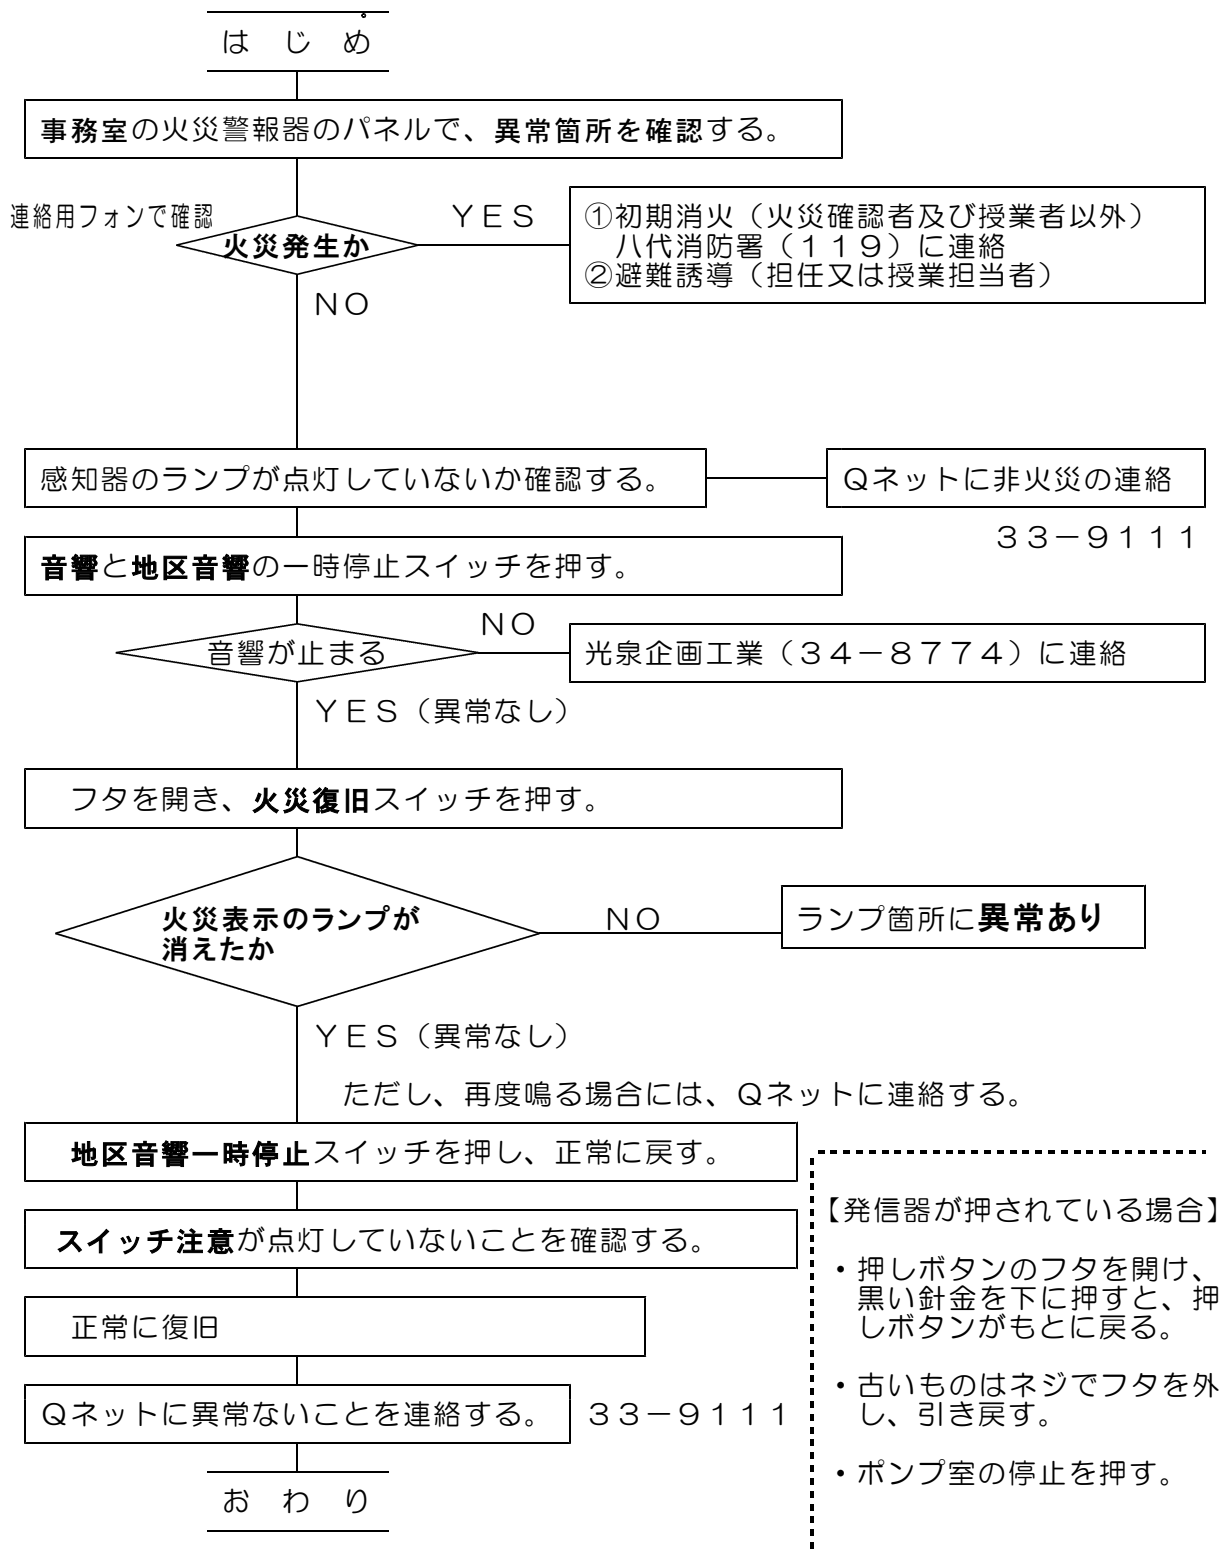 はじめ
事務室の火災警報器のパネルで、異常箇所を確認する。
連絡用フォンで確認
火災発生か
YES
①初期消火（火災確認者及び授業者以外）
八代消防署（119）に連絡
②避難誘導（担任又は授業担当者）
NO
感知器のランプが点灯していないか確認する。
Qネットに非火災の連絡
33－9111
音響と地区音響の一時停止スイッチを押す。
音響が止まる
NO
光泉企画工業（34－8774）に連絡
YES（異常なし）
フタを開き、火災復旧スイッチを押す。
火災表示のランプが
消えたか
NO
ランプ箇所に異常あり
YES（異常なし）
ただし、再度鳴る場合には、Qネットに連絡する。
地区音響一時停止スイッチを押し、正常に戻す。
スイッチ注意が点灯していないことを確認する。
正常に復旧
Qネットに異常ないことを連絡する。
33－9111
おわり
【発信器が押されている場合】
・押しボタンのフタを開け、
黒い針金を下に押すと、押
しボタンがもとに戻る。
・古いものはネジでフタを外
し、引き戻す。
・ポンプ室の停止を押す。